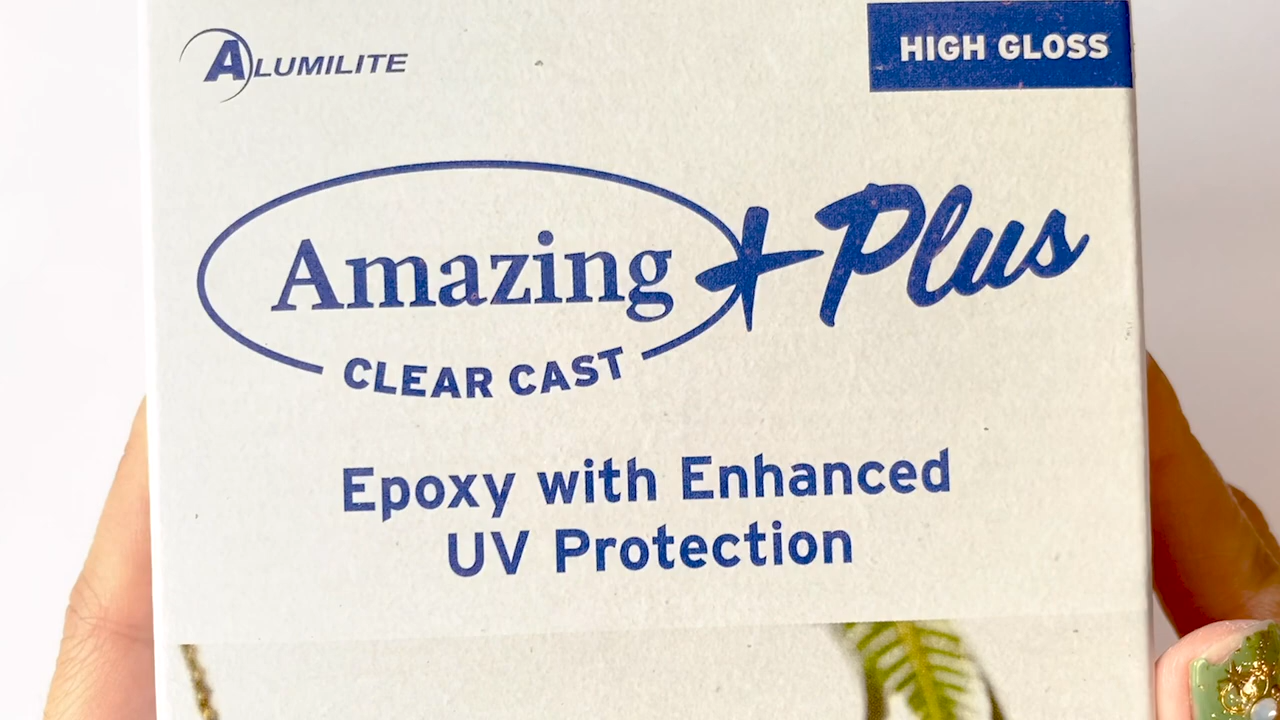 ALUMILITE
HIGH GLOSS
Amazing + Plus
CLEAR CAST
Epoxy with Enhanced
UV Protection